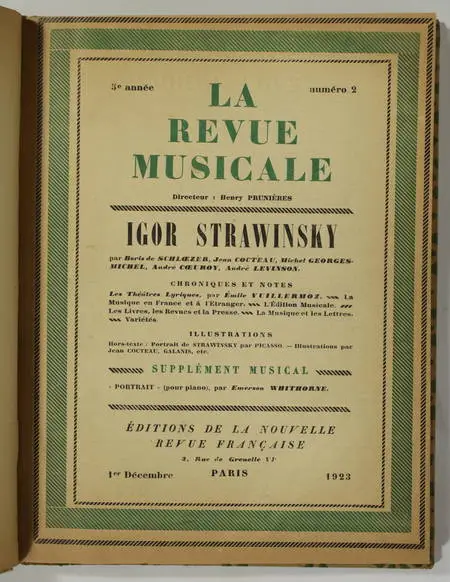 5e année numéro 2
LA
REVUE
MUSICALE
Directeur : Henry PRUNIÈRES
IGOR STRAWINSKY
par Boris de SCHLŒZER, Jean COCTEAU, Michel GEORGES-
MICHEL, André CŒUROY, André LEVINSON.
CHRONIQUES ET NOTES
Les Théâtres Lyriques, par Émile VUILLERMOZ. La
Musique en France et à l'Étranger. L'Édition Musicale.
Les Livres, les Revues et la Presse. La Musique et les Lettres.
Variétés.
ILLUSTRATIONS
Hors-texte : Portrait de STRAWINSKY par PICASSO. — Illustrations par
Jean COCTEAU, GALANIS, etc.
SUPPLÉMENT MUSICAL
- PORTRAIT - (pour piano), par Emerson WHITHORNE.
ÉDITIONS DE LA NOUVELLE
REVUE FRANÇAISE
3, Rue de Grenelle VIe
1er Décembre PARIS 1923